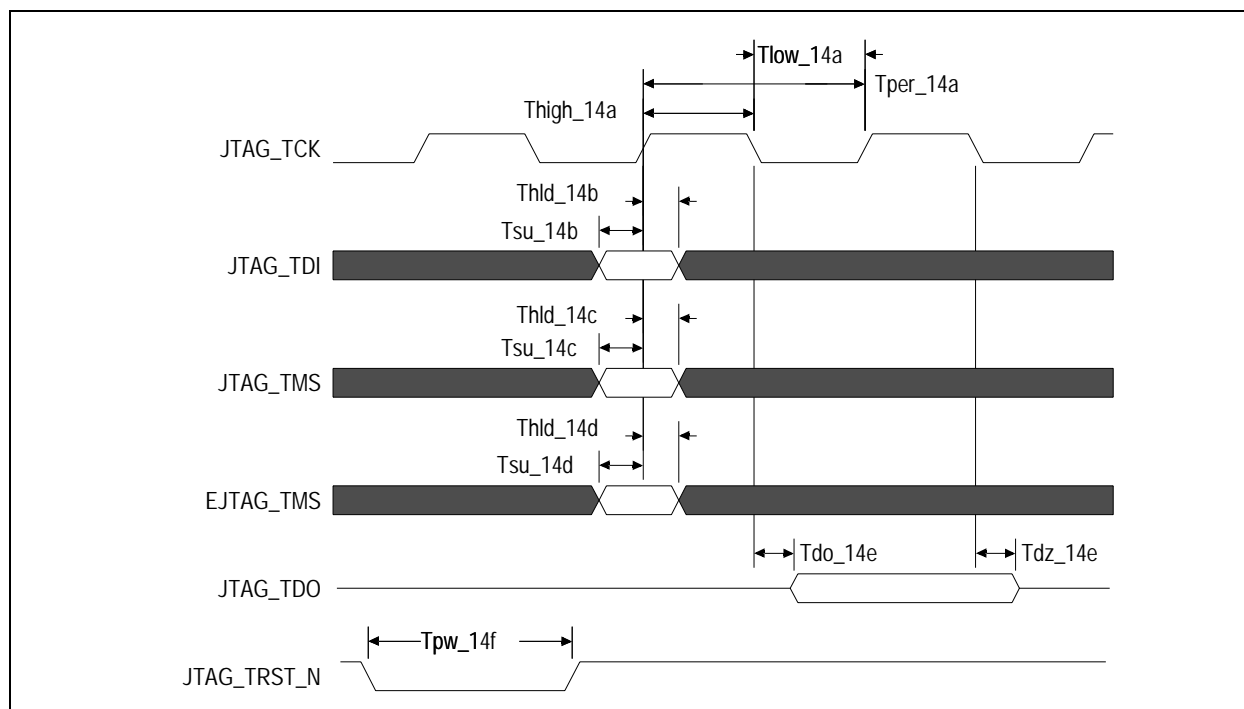 Tlow_14a
Tper_14a
Thigh_14a
JTAG_TCK
Thld_14b
Tsu_14b
JTAG_TDI
Thld_14c
Tsu_14c
JTAG_TMS
Thld_14d
Tsu_14d
EJTAG_TMS
Tdo_14e
Tdz_14e
JTAG_TDO
Tpw_14f
JTAG_TRST_N